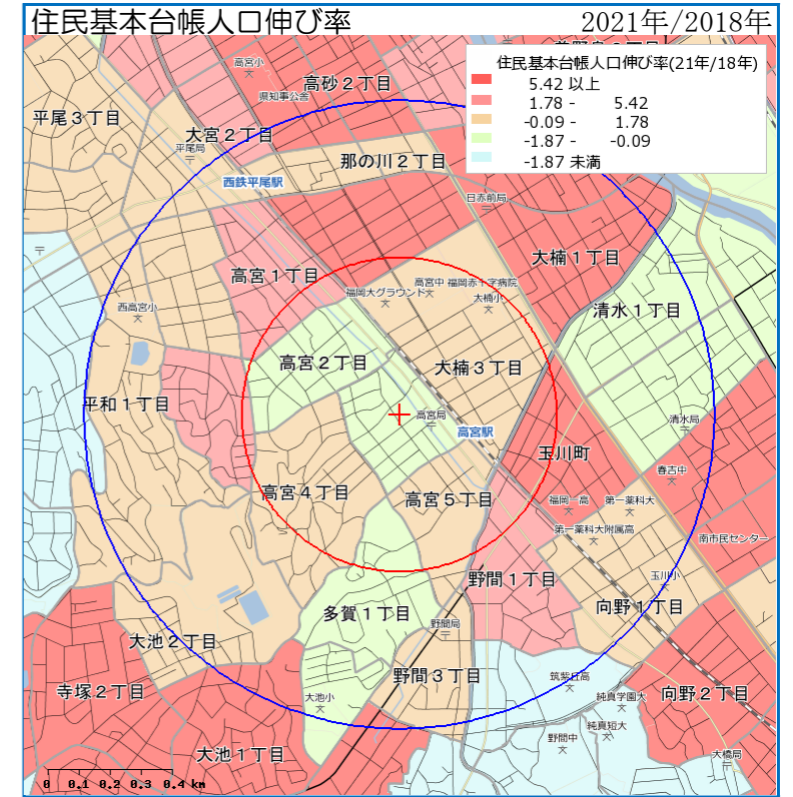 住民基本台帳人口伸び率
2021年/2018年
住民基本台帳人口伸び率(21年/18年)
5.42 以上
1.78 - 5.42
-0.09 - 1.78
-1.87 - -0.09
-1.87 未満
高宮小
高砂2丁目
県知事公舎
平尾3丁目
大宮2丁目
平尾局
那の川2丁目
西鉄平尾駅
日赤前局
大楠1丁目
高宮1丁目
高宮中
福岡赤十字病院
福岡大グラウンド
大楠小
西高宮小
清水1丁目
高宮2丁目
大楠3丁目
平和1丁目
高宮局
清水局
高宮駅
玉川町
春吉中
高宮4丁目
高宮5丁目
福岡 高
第一薬科大
第一薬科大附属高
南市民センター
野間1丁目
玉川小
向野1丁目
多賀1丁目
野間局
大池2丁目
野間3丁目
筑紫丘高
寺塚2丁目
大池小
純真学園大
向野2丁目
純真短大
野間中
大池1丁目
大橋局
0 0.1 0.2 0.3 0.4 km